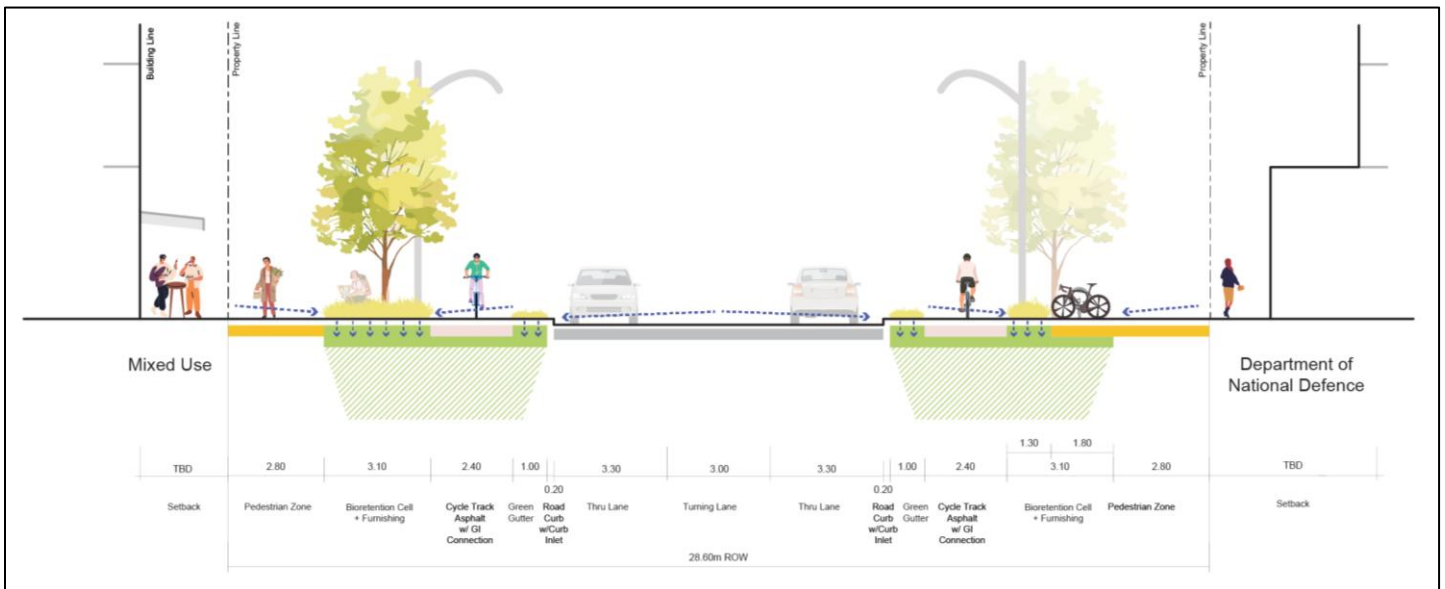 Building Line
Property Line
Property Line
Mixed Use
Department of
National Defence
1.30 1.80
TBD 2.80 3.10 2.40 1.00 3.30 3.00 3.30 1.00 2.40 3.10 2.80 TBD
0.20 0.20
Setback
Pedestrian Zone
Bioretention Cell
+ Furnishing
Cycle Track
Asphalt
w/ GI
Connection
Green
Gutter
Road
Curb
w/Curb
Inlet
Thru Lane
Turning Lane
Thru Lane
Road
Curb
w/Curb
Inlet
Green
Gutter
Cycle Track
Asphalt
w/ GI
Connection
Bioretention Cell
+ Furnishing
Pedestrian Zone
Setback
28.60m ROW